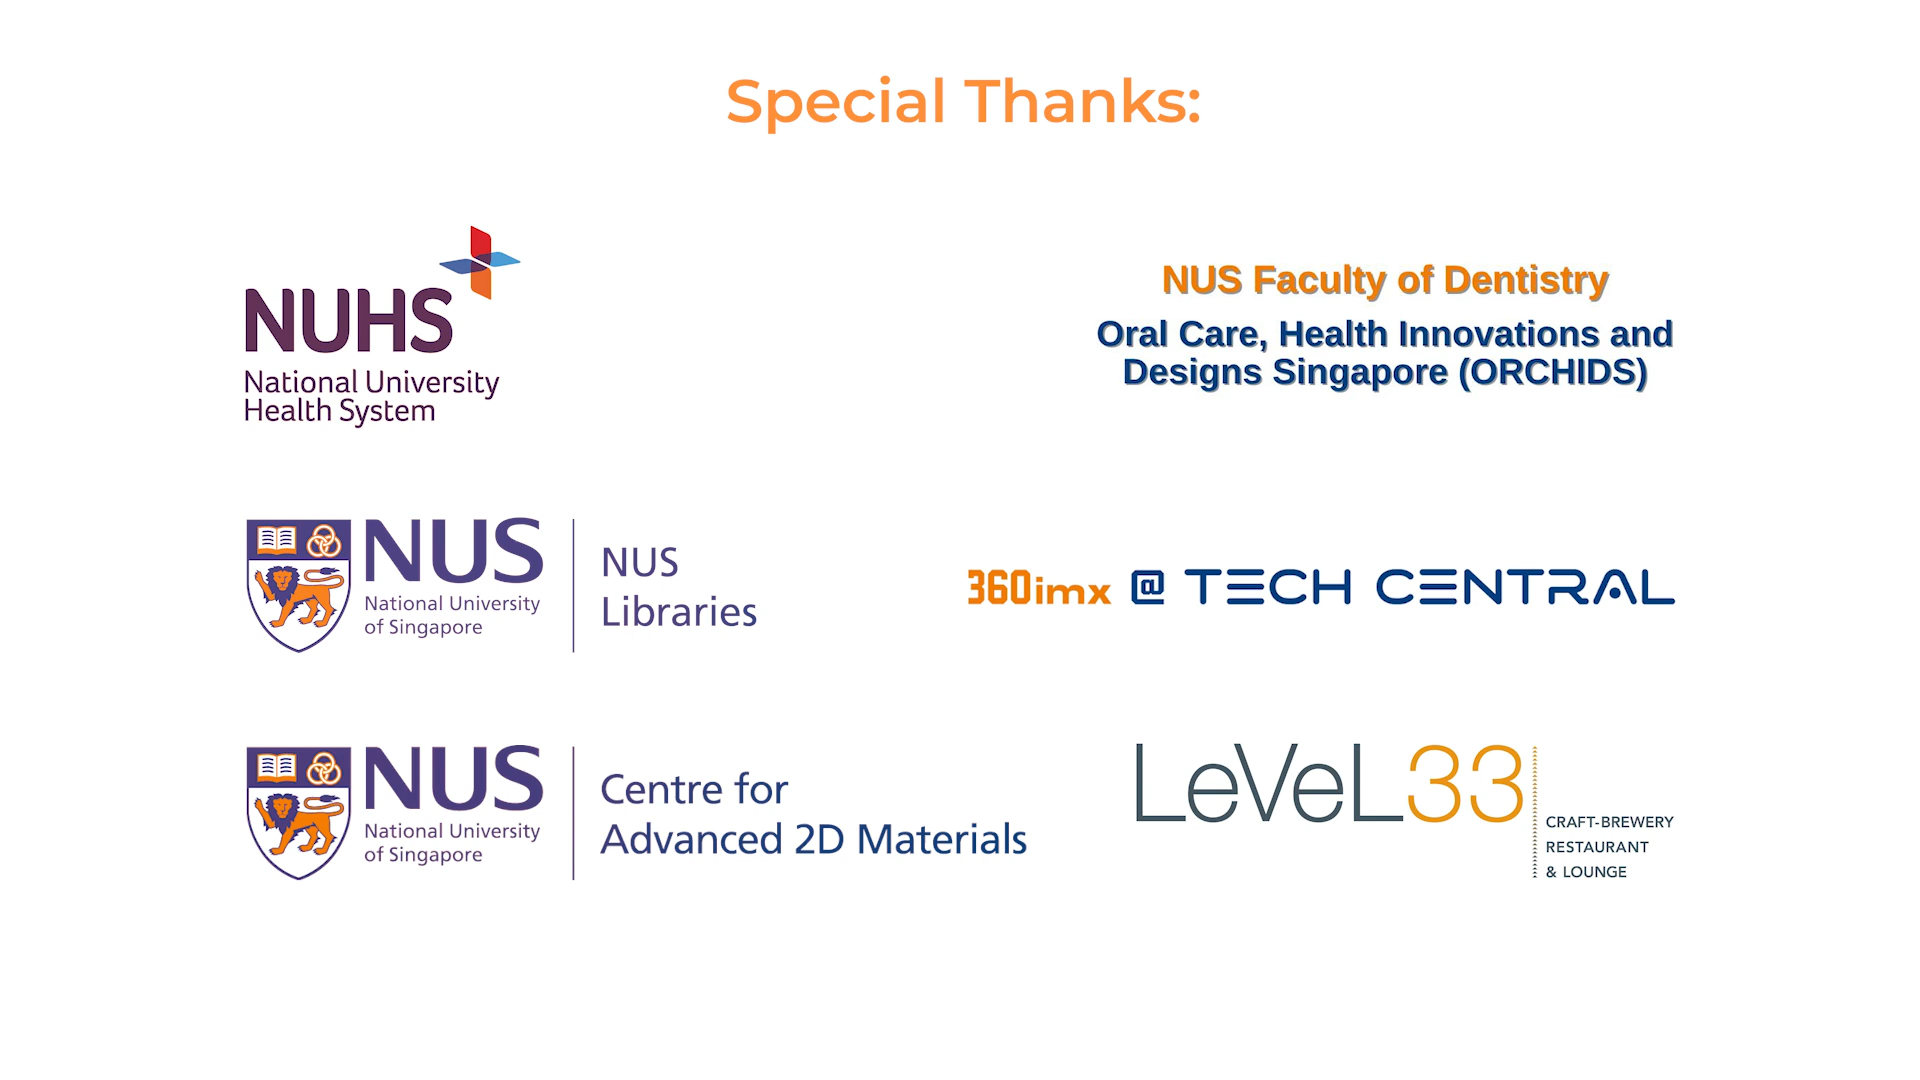 Special Thanks:
NUHS
National University
Health System
NUS Faculty of Dentistry
Oral Care, Health Innovations and
Designs Singapore (ORCHIDS)
NUS
National University
of Singapore
NUS
Libraries
360imx @ TECH CENTRAL
NUS
National University
of Singapore
Centre for
Advanced 2D Materials
LeVeL33
CRAFT-BREWERY
RESTAURANT
& LOUNGE